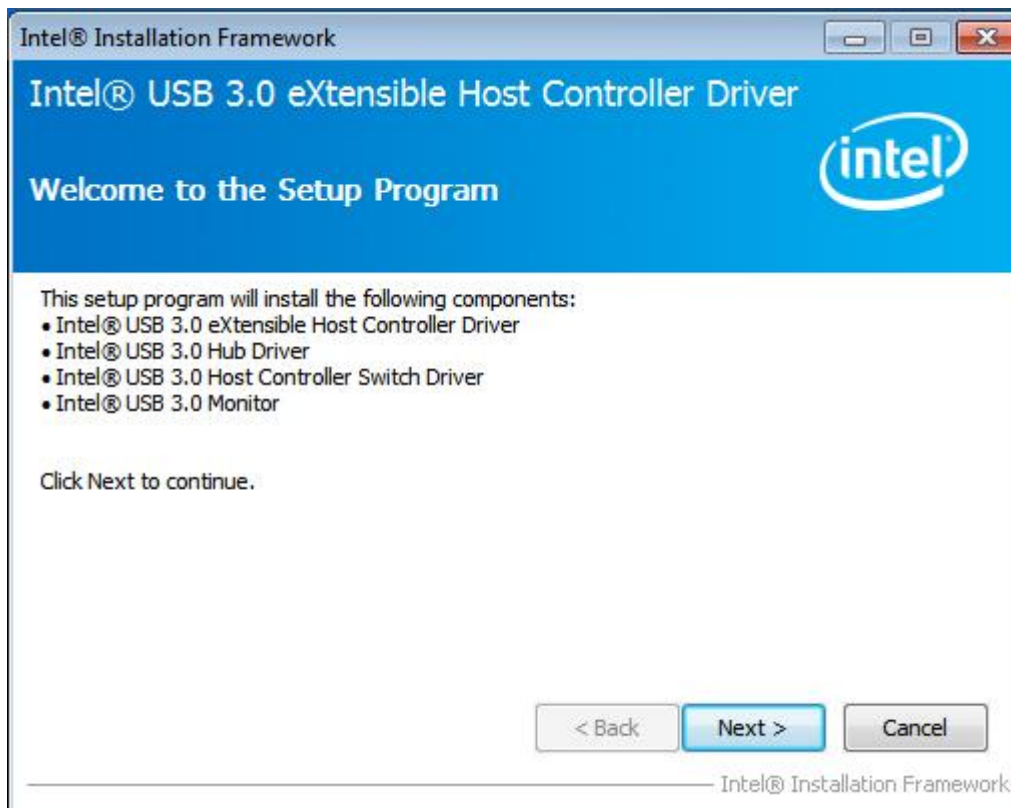 Intel® Installation Framework
Intel® USB 3.0 eXtensible Host Controller Driver
intel
Welcome to the Setup Program
This setup program will install the following components:
• Intel® USB 3.0 eXtensible Host Controller Driver
• Intel® USB 3.0 Hub Driver
• Intel® USB 3.0 Host Controller Switch Driver
• Intel® USB 3.0 Monitor
Click Next to continue.
< Back Next > Cancel
Intel® Installation Framework